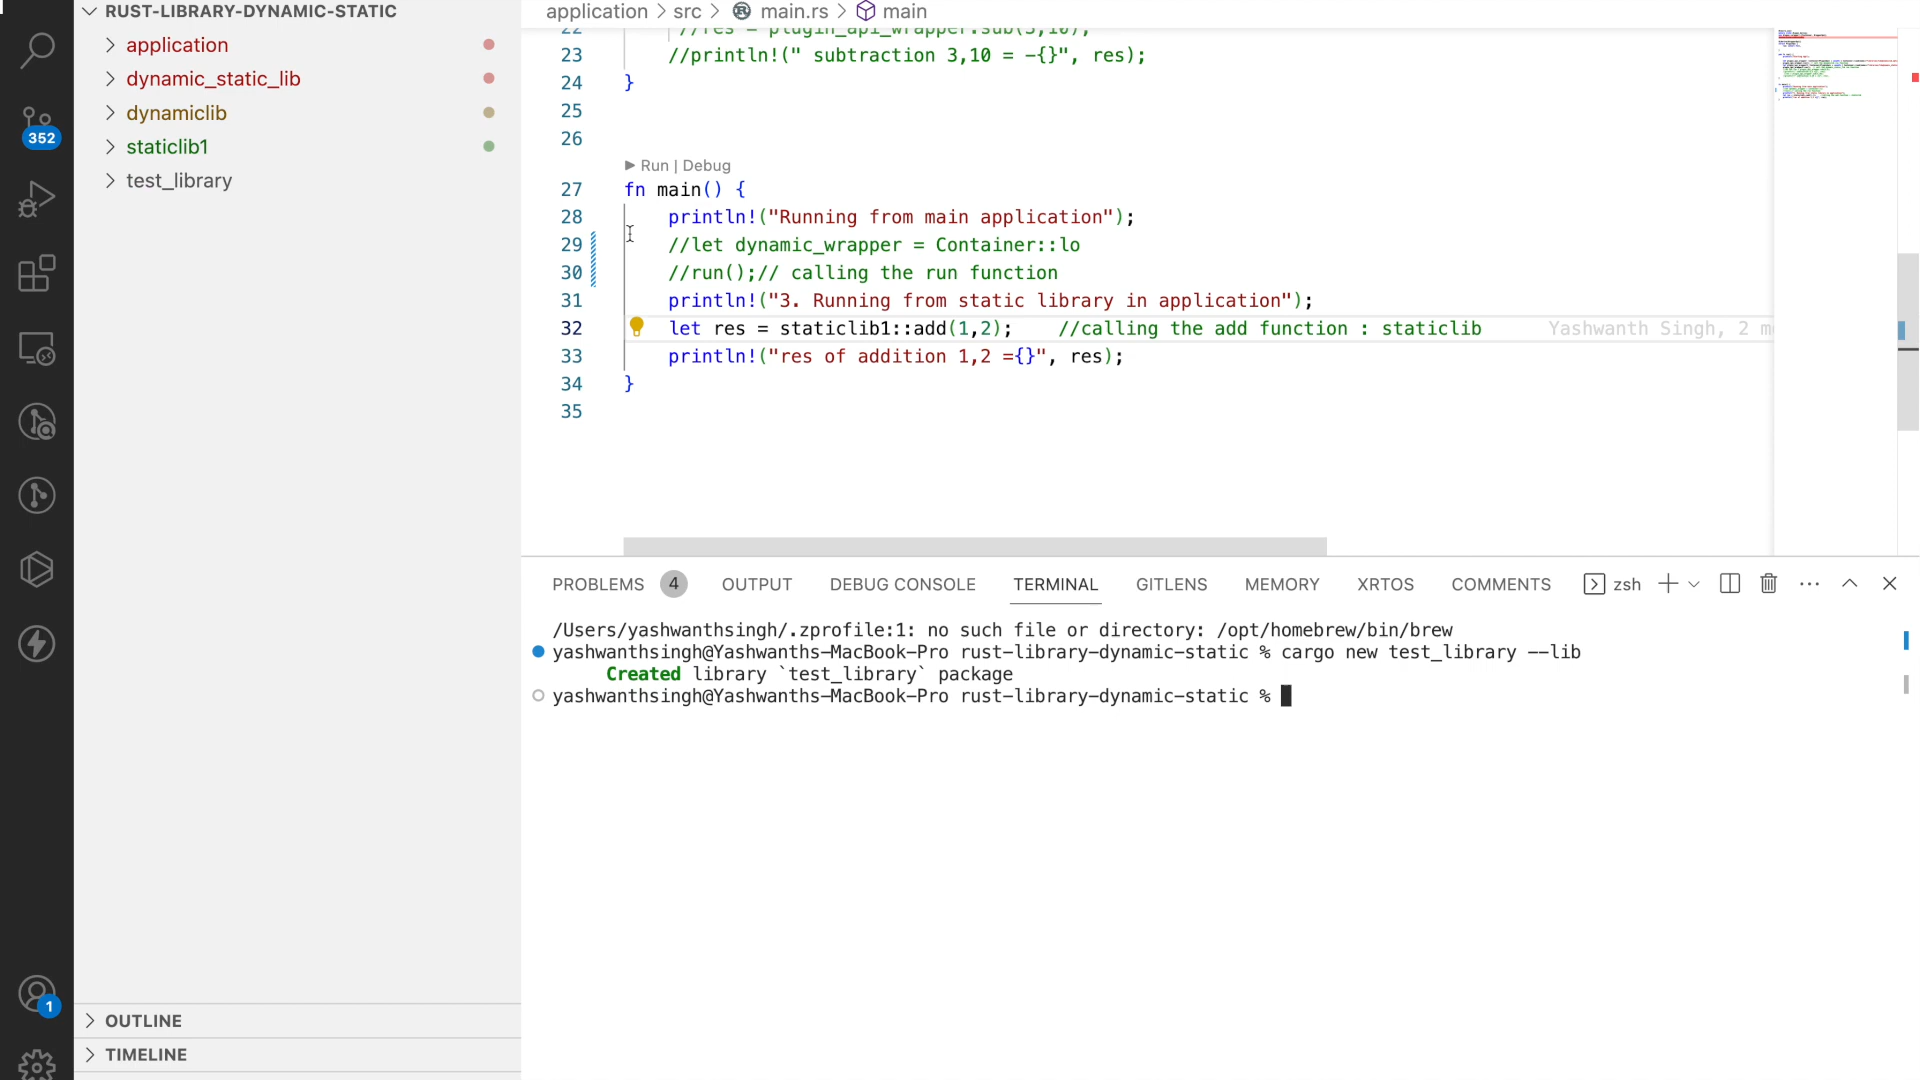 RUST-LIBRARY-DYNAMIC-STATIC
application
dynamic_static_lib
dynamiclib
staticlib1
test_library
352
1
OUTLINE
TIMELINE
application > src > main.rs > main
22 //res = plugin_api_wrapper.sub(3,10);
23 //println!(" subtraction 3,10 = -{}", res);
24 }
25
26
Run | Debug
27 fn main() {
28 println!("Running from main application");
29 //let dynamic_wrapper = Container::lo
30 //run();// calling the run function
31 println!("3. Running from static library in application");
32 let res = staticlib1::add(1,2); //calling the add function : staticlib Yashwanth Singh, 2 m
33 println!("res of addition 1,2 ={}", res);
34 }
35
PROBLEMS 4 OUTPUT DEBUG CONSOLE TERMINAL GITLENS MEMORY XRTOS COMMENTS zsh
/Users/yashwanthsingh/.zprofile:1: no such file or directory: /opt/homebrew/bin/brew
yashwanthsingh@Yashwanths-MacBook-Pro rust-library-dynamic-static % cargo new test_library --lib
Created library `test_library` package
yashwanthsingh@Yashwanths-MacBook-Pro rust-library-dynamic-static %